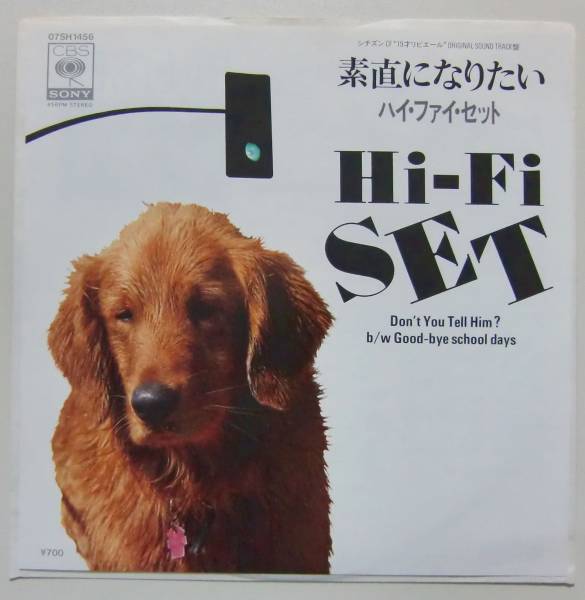 07SH1456
CBS
SONY
45RPM STEREO
シチズン CF "19才リビエール" ORIGINAL SOUND TRACK盤
素直になりたい
ハイ・ファイ・セット
Hi-Fi
SET
Don't You Tell Him?
b/w Good-bye school days
¥700